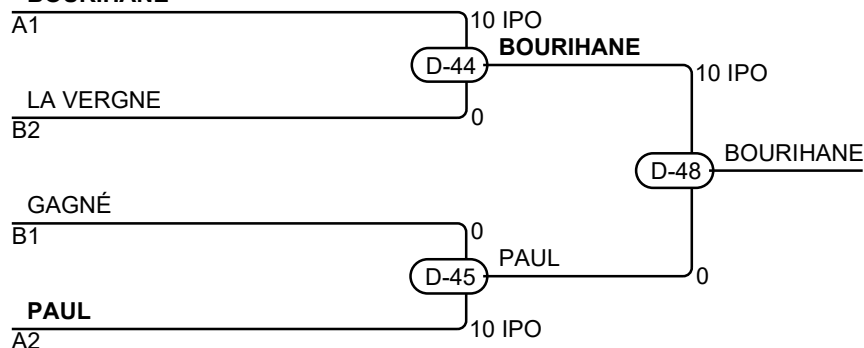 BOURIHANE
A1
10 IPO
D-44
BOURIHANE
10 IPO
LA VERGNE
B2
0
D-48
BOURIHANE
GAGNÉ
B1
0
D-45
PAUL
0
PAUL
A2
10 IPO